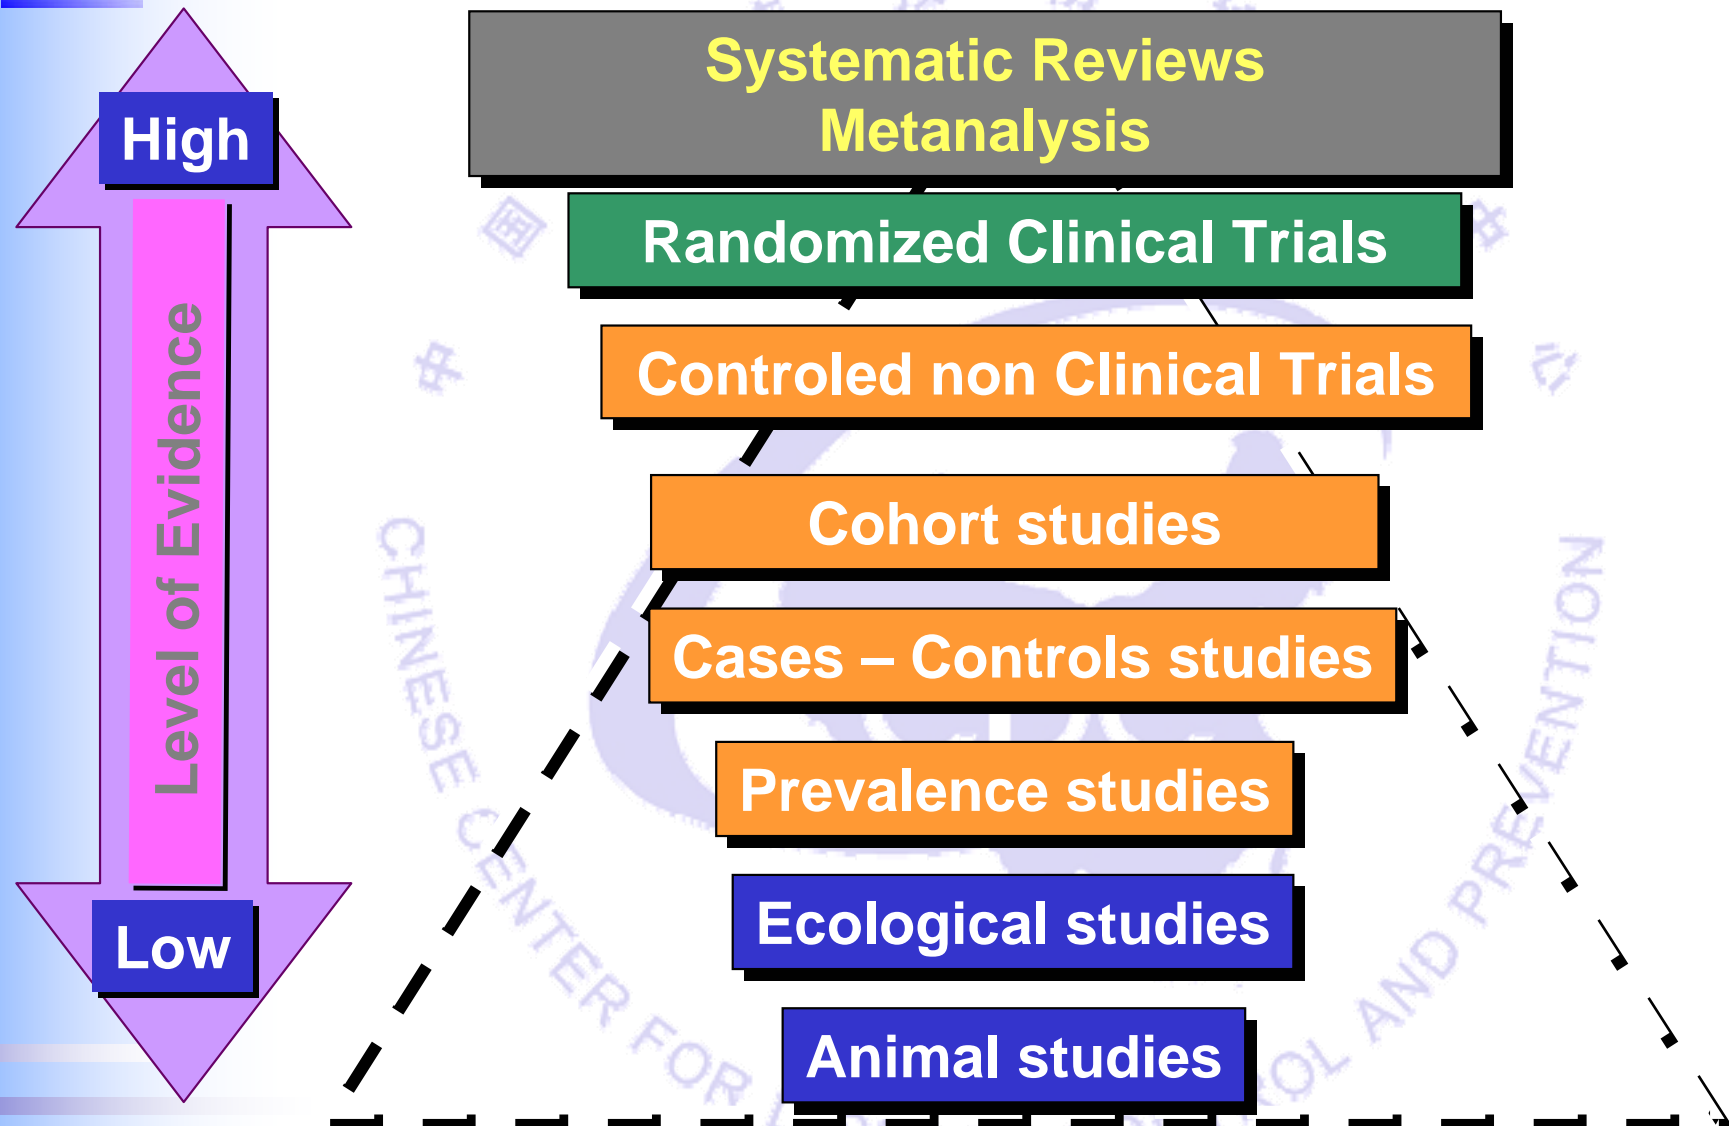 High
Level of Evidence
Low
Systematic Reviews
Metanalysis
Randomized Clinical Trials
Controled non Clinical Trials
Cohort studies
Cases – Controls studies
Prevalence studies
Ecological studies
Animal studies
CHINESE CENTER FOR
AND PREVENTION